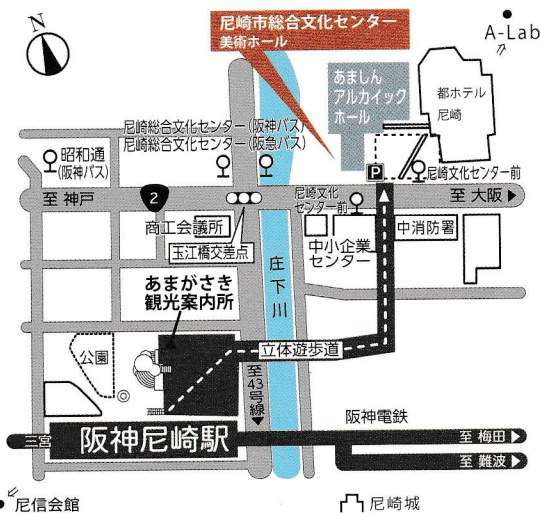 N
尼崎市総合文化センター
美術ホール
A-Lab
あましん
アルカイック
ホール
都ホテル
尼崎
尼崎総合文化センター(阪神バス)
尼崎総合文化センター(阪急バス)
昭和通
(阪神バス)
P
尼崎文化センター前
至 神戸
2
尼崎文化
センター前
至 大阪
商工会議所
玉江橋交差点
中小企業
センター
中消防署
庄下川
あまがさき
観光案内所
公園
立体遊歩道
至43号線
阪神電鉄
三宮
阪神尼崎駅
至 梅田
至 難波
尼信会館
尼崎城